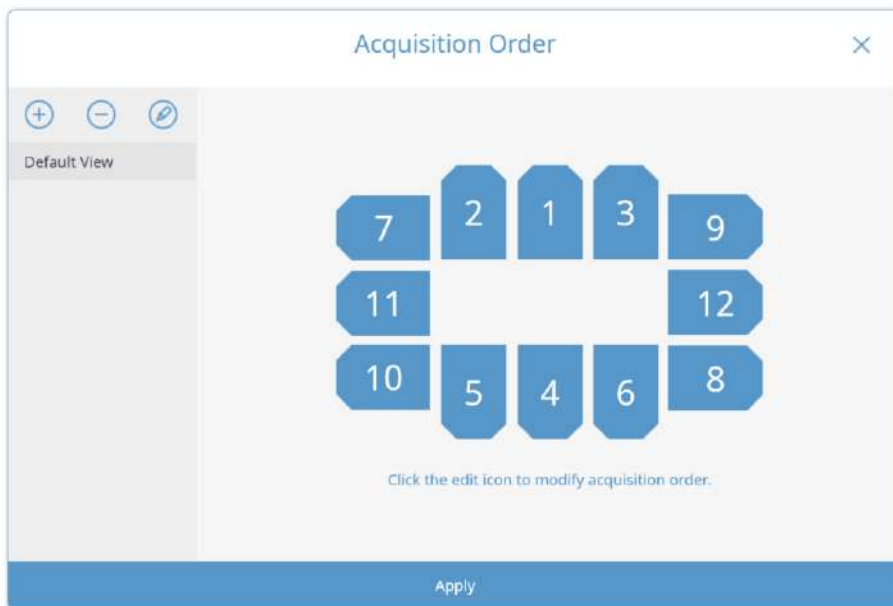 Acquisition Order
Default View
2 1 3
7 9
11 12
10 8
5 4 6
Click the edit icon to modify acquisition order.
Apply